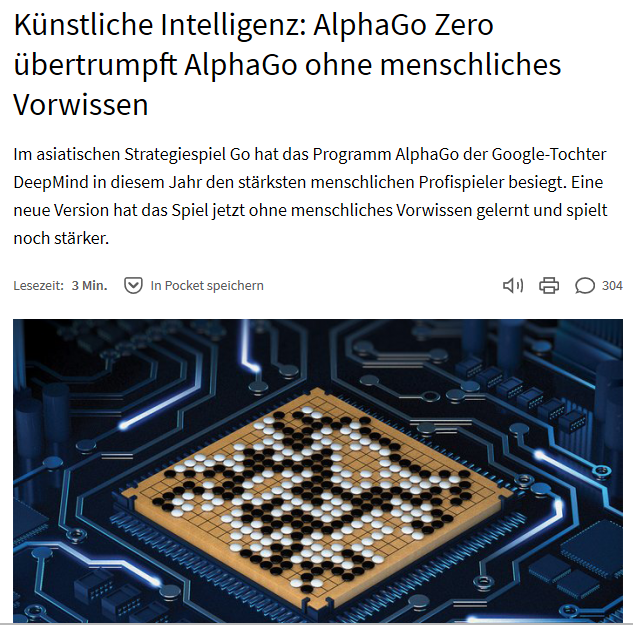 Künstliche Intelligenz: AlphaGo Zero
übertrumpft AlphaGo ohne menschliches
Vorwissen
Im asiatischen Strategiespiel Go hat das Programm AlphaGo der Google-Tochter
DeepMind in diesem Jahr den stärksten menschlichen Profispieler besiegt. Eine
neue Version hat das Spiel jetzt ohne menschliches Vorwissen gelernt und spielt
noch stärker.
Lesezeit: 3 Min. In Pocket speichern 304